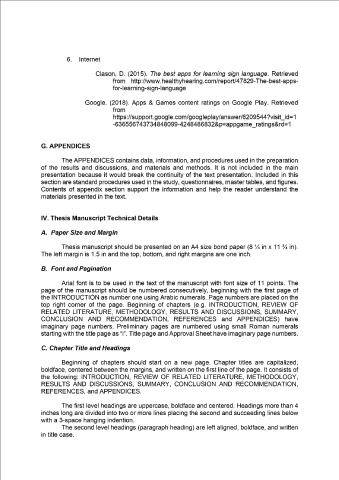 6. Internet
Clason, D. (2015). The best apps for learning sign language. Retrieved
from http://www.healthyhearing.com/report/47829-The-best-apps-
for-learning-sign-language
Google. (2018). Apps & Games content ratings on Google Play. Retrieved
from
https://support.google.com/googleplay/answer/6209544?visit_id=1
-636556743734848099-4248486832&p=appgame_ratings&rd=1
G. APPENDICES
The APPENDICES contains data, information, and procedures used in the preparation
of the results and discussions, and materials and methods. It is not included in the main
presentation because it would break the continuity of the text presentation. Included in this
section are standard procedures used in the study, questionnaires, master tables, and figures.
Contents of appendix section support the information and help the reader understand the
materials presented in the text.
IV. Thesis Manuscript Technical Details
A. Paper Size and Margin
Thesis manuscript should be presented on an A4 size bond paper (8 ¼ in x 11 ¾ in).
The left margin is 1.5 in and the top, bottom, and right margins are one inch.
B. Font and Pagination
Arial font is to be used in the text of the manuscript with font size of 11 points. The
page of the manuscript should be numbered consecutively, beginning with the first page of
the INTRODUCTION as number one using Arabic numerals. Page numbers are placed on the
top right corner of the page. Beginning of chapters (e.g. INTRODUCTION, REVIEW OF
RELATED LITERATURE, METHODOLOGY, RESULTS AND DISCUSSIONS, SUMMARY,
CONCLUSION AND RECOMMENDATION, REFERENCES and APPENDICES) have
imaginary page numbers. Preliminary pages are numbered using small Roman numerals
starting with the title page as "i". Title page and Approval Sheet have imaginary page numbers.
C. Chapter Title and Headings
Beginning of chapters should start on a new page. Chapter titles are capitalized,
boldface, centered between the margins, and written on the first line of the page. It consists of
the following: INTRODUCTION, REVIEW OF RELATED LITERATURE, METHODOLOGY,
RESULTS AND DISCUSSIONS, SUMMARY, CONCLUSION AND RECOMMENDATION,
REFERENCES, and APPENDICES.
The first level headings are uppercase, boldface and centered. Headings more than 4
inches long are divided into two or more lines placing the second and succeeding lines below
with a 3-space hanging indention.
The second level headings (paragraph heading) are left aligned, boldface, and written
in title case.